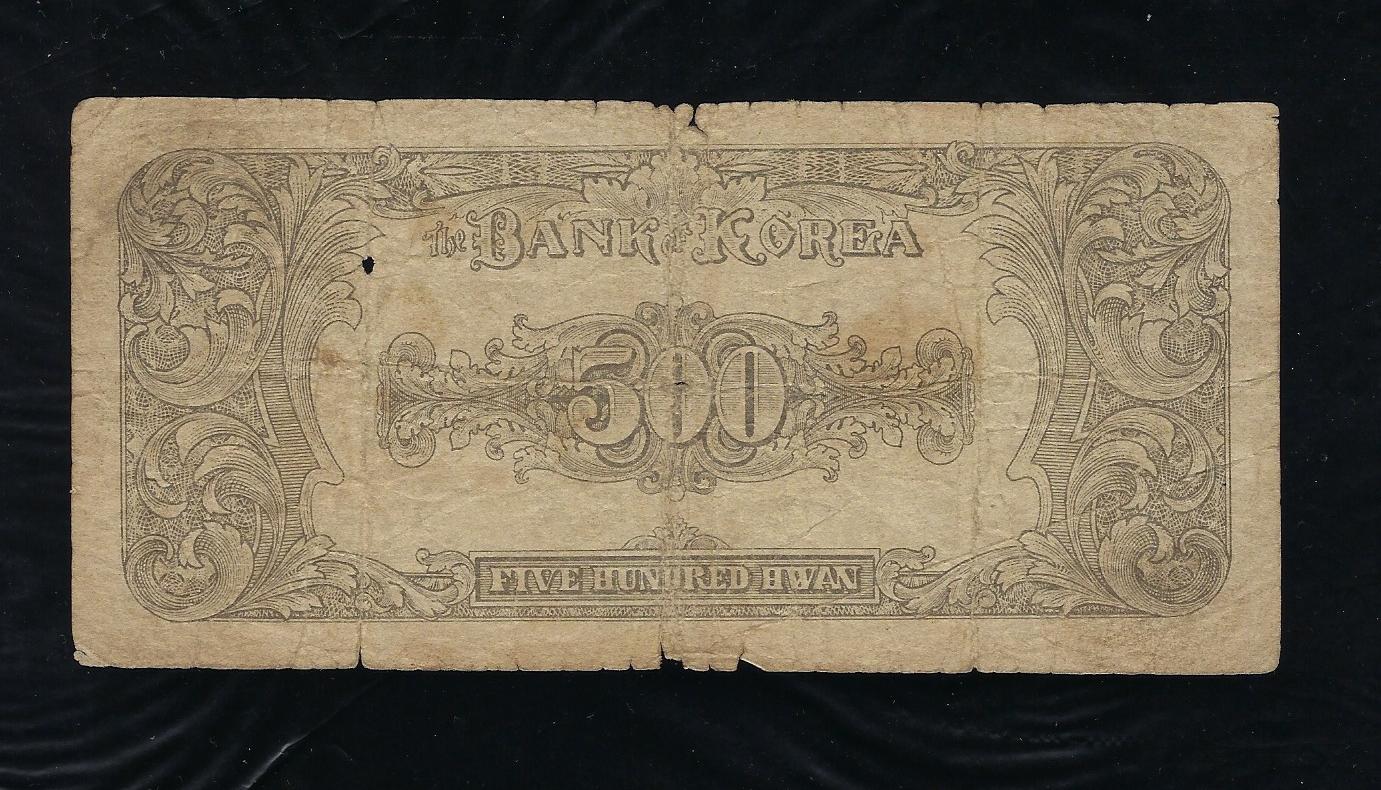 The BANK of KOREA
500
FIVE HUNDRED HWAN